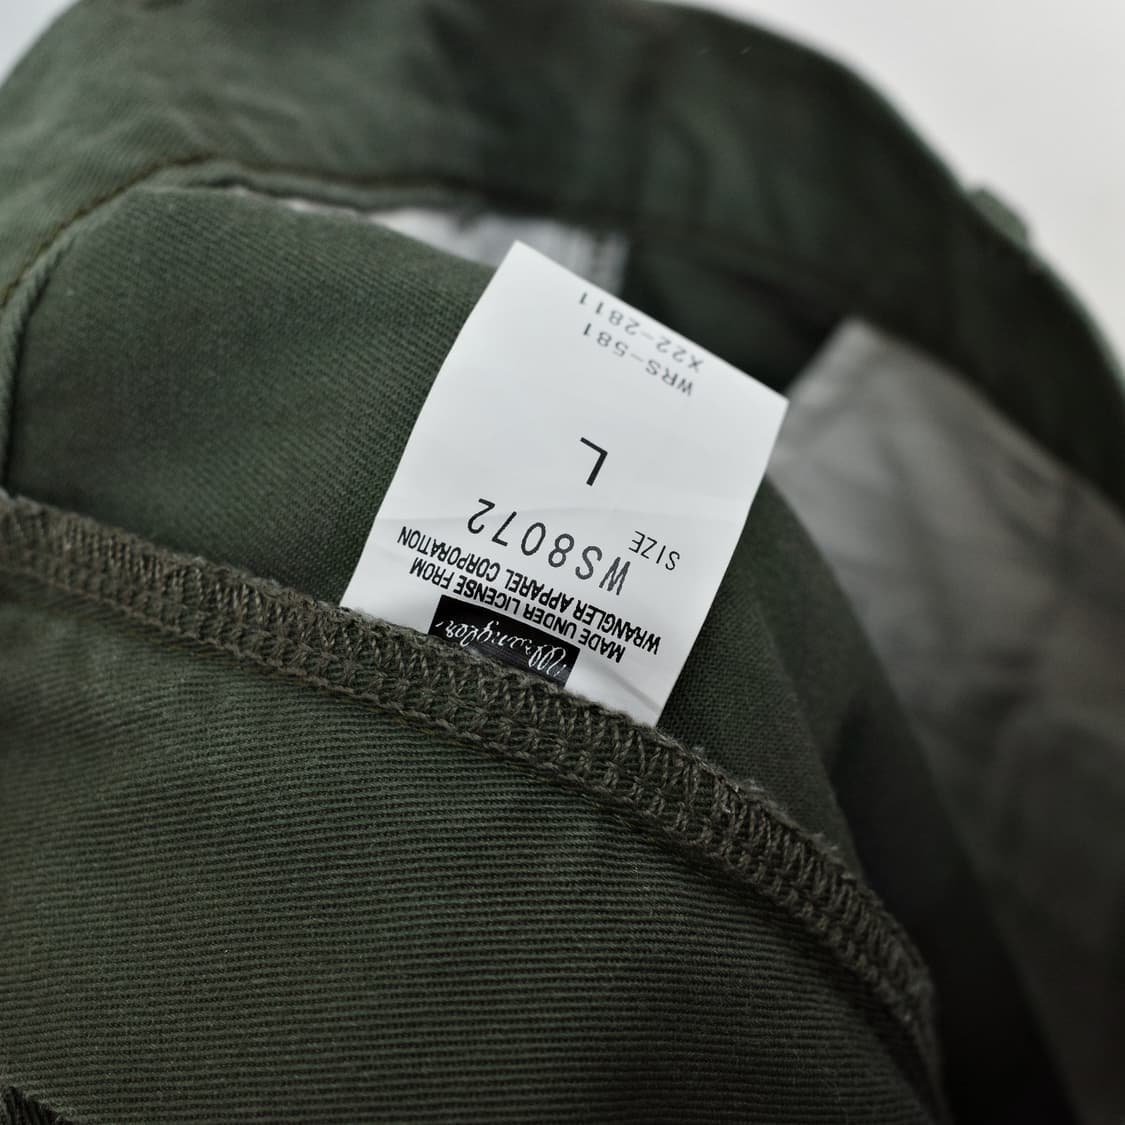 Wrangler
MADE UNDER LICENSE FROM
WRANGLER APPAREL CORPORATION
WS8072
SIZE
L
WRS-581
X22-2811